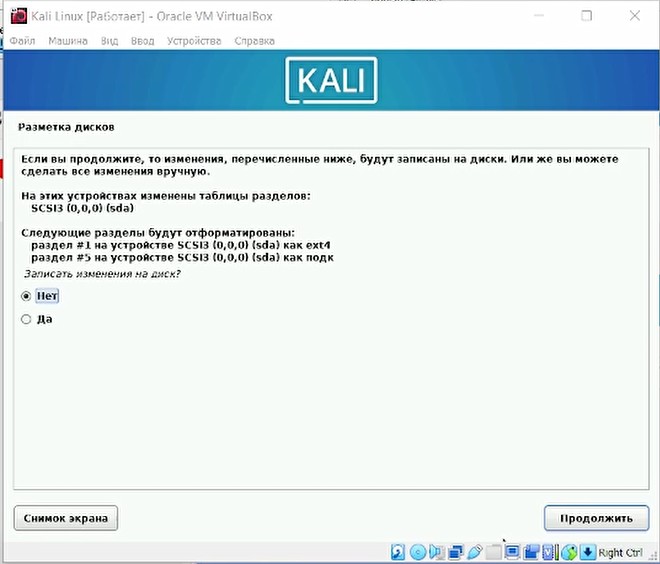 Kali Linux [Работает] - Oracle VM VirtualBox
Файл Машина Вид Ввод Устройства Справка
KALI
Разметка дисков
Если вы продолжите, то изменения, перечисленные ниже, будут записаны на диски. Или же вы можете
сделать все изменения вручную.
На этих устройствах изменены таблицы разделов:
SCSI3 (0,0,0) (sda)
Следующие разделы будут отформатированы:
раздел #1 на устройстве SCSI3 (0,0,0) (sda) как ext4
раздел #5 на устройстве SCSI3 (0,0,0) (sda) как подк
Записать изменения на диск?
Нет
Да
Снимок экрана Продолжить
Right Ctrl